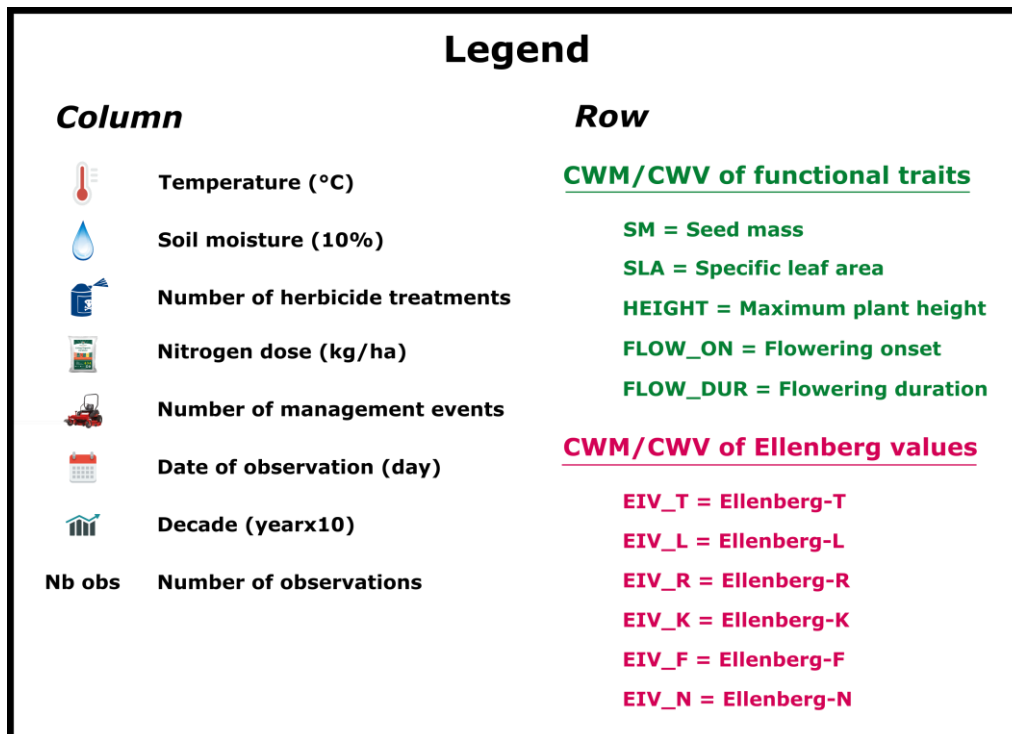 Legend
Column
Temperature (°C)
Soil moisture (10%)
Number of herbicide treatments
Nitrogen dose (kg/ha)
Number of management events
Date of observation (day)
Decade (yearx10)
Nb obs Number of observations
Row
CWM/CWV of functional traits
SM = Seed mass
SLA = Specific leaf area
HEIGHT = Maximum plant height
FLOW_ON = Flowering onset
FLOW_DUR = Flowering duration
CWM/CWV of Ellenberg values
EIV_T = Ellenberg-T
EIV_L = Ellenberg-L
EIV_R = Ellenberg-R
EIV_K = Ellenberg-K
EIV_F = Ellenberg-F
EIV_N = Ellenberg-N